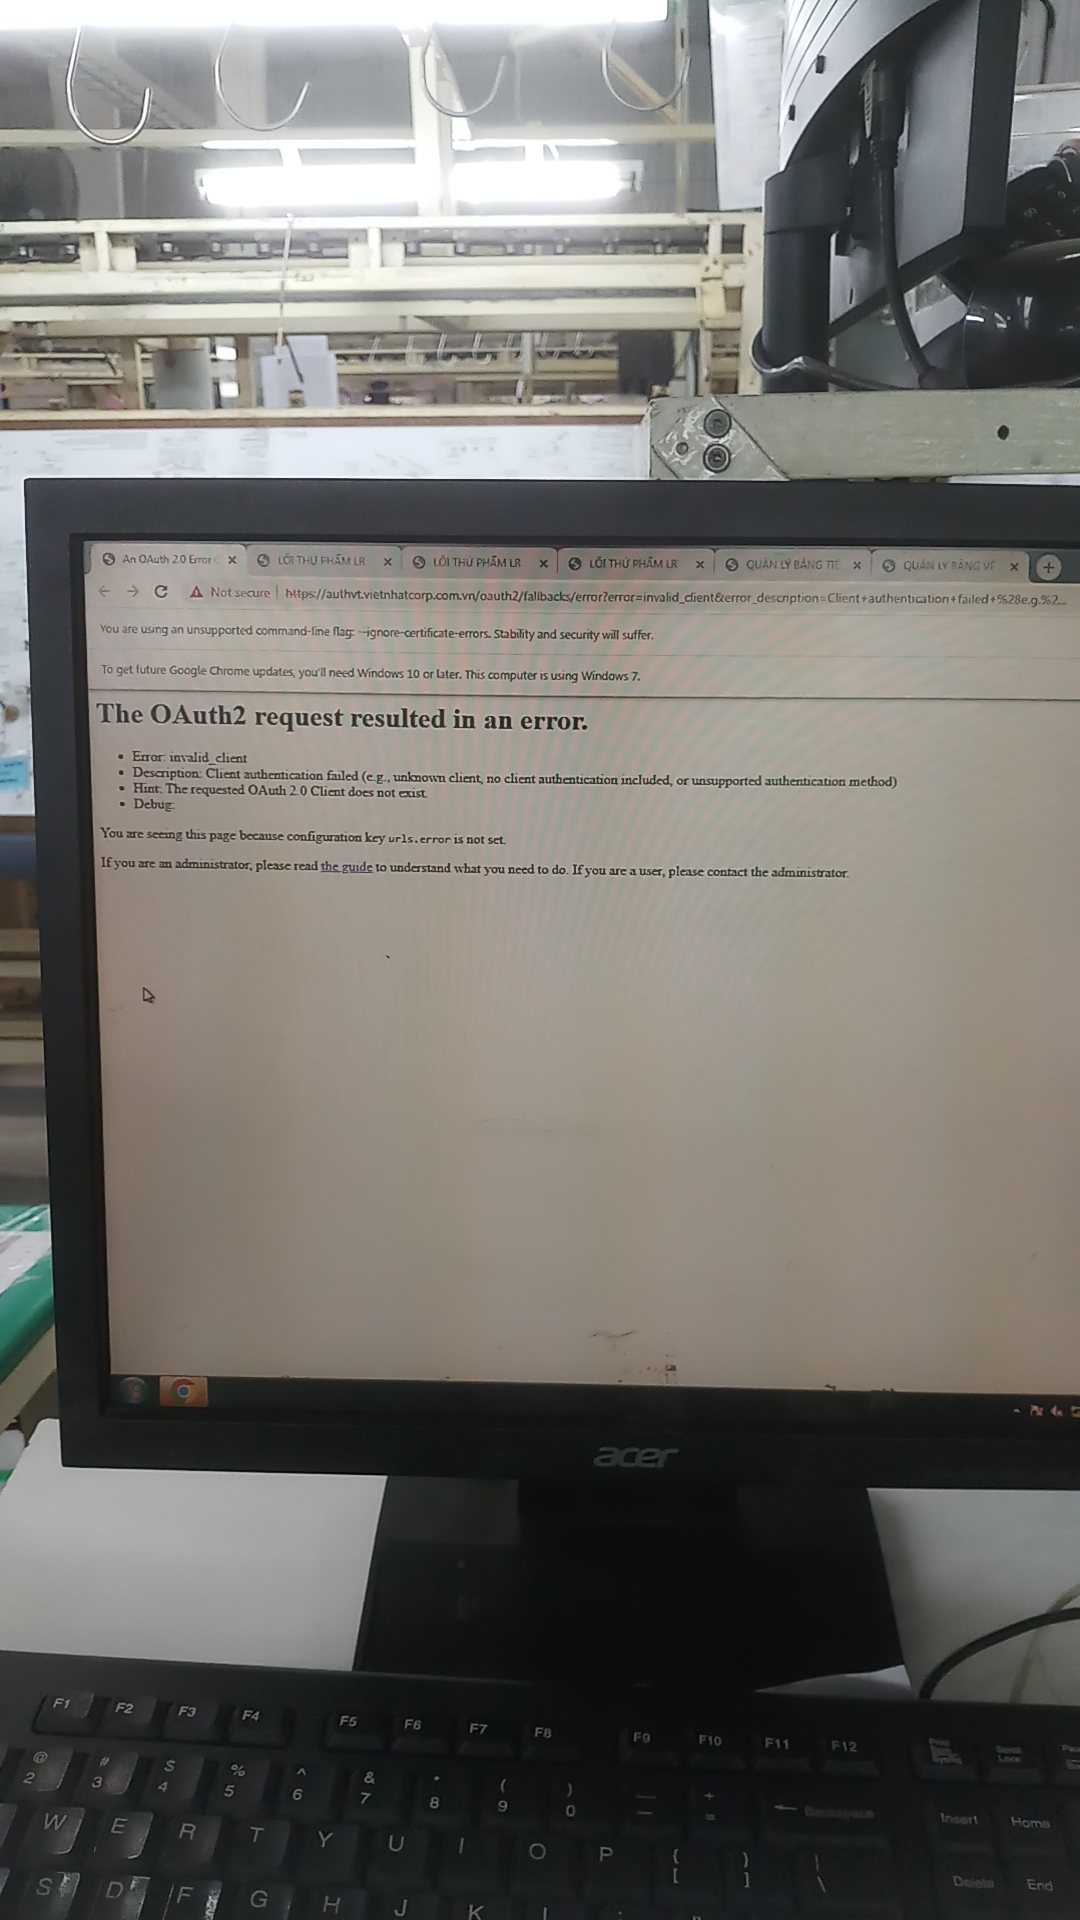 An OAuth 2.0 Error
LỖI THỨ PHẨM LR
LỖI THỨ PHẨM LR
LỖI THỨ PHẨM LR
QUẢN LÝ BẢNG TIÊ
QUẢN LÝ BẢNG VẼ
Not secure
https://authvt.vietnhatcorp.com.vn/oauth2/fallbacks/error?error=invalid_client&error_description=Client+authentication+failed+%28e.g.%2...
You are using an unsupported command-line flag: --ignore-certificate-errors. Stability and security will suffer.
To get future Google Chrome updates, you'll need Windows 10 or later. This computer is using Windows 7.
The OAuth2 request resulted in an error.
• Error: invalid_client
• Description: Client authentication failed (e.g., unknown client, no client authentication included, or unsupported authentication method)
• Hint: The requested OAuth 2.0 Client does not exist.
• Debug:
You are seeing this page because configuration key urls.error is not set.
If you are an administrator, please read the guide to understand what you need to do. If you are a user, please contact the administrator.
acer
F1 F2 F3 F4 F5 F6 F7 F8 F9 F10 F11 F12
@ # $ % ^ & * ( ) — +
2 3 4 5 6 7 8 9 0 — =
Backspace
Insert Home
W E R T Y U I O P { [ } ] | \
Delete End
S D F G H J K L